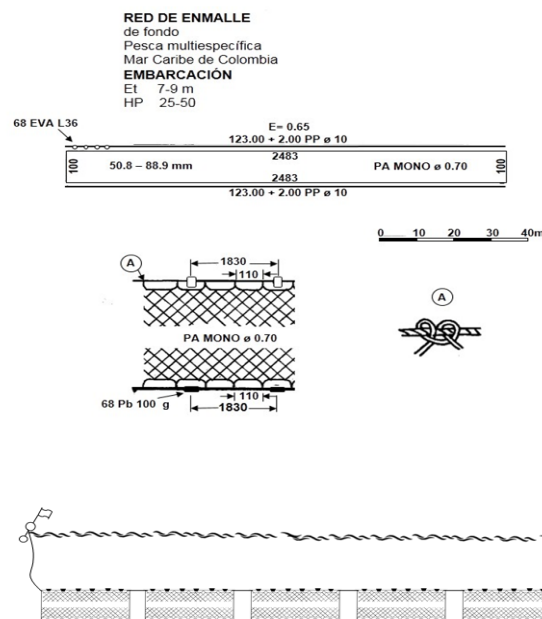 RED DE ENMALLE
de fondo
Pesca multiespecífica
Mar Caribe de Colombia
EMBARCACIÓN
Et 7-9 m
HP 25-50
68 EVA L36
E= 0.65
123.00 + 2.00 PP ø 10
2483
100
50.8 – 88.9 mm
PA MONO ø 0.70
100
2483
123.00 + 2.00 PP ø 10
0 10 20 30 40m
A
1830
110
A
PA MONO ø 0.70
68 Pb 100 g
110
1830